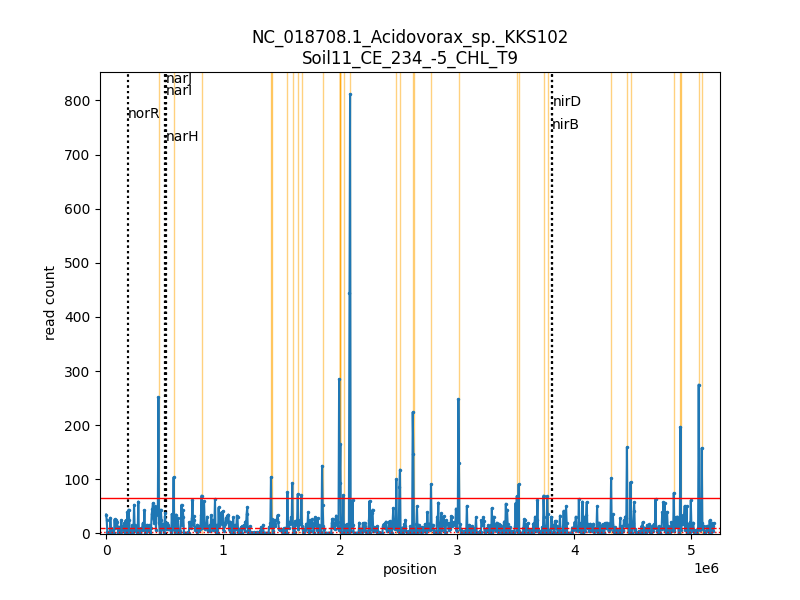 NC_018708.1_Acidovorax_sp._KKS102
Soil11_CE_234_-5_CHL_T9
narJ
narI
norR
narH
nirD
nirB
read count
800
700
600
500
400
300
200
100
0
0 1 2 3 4 5
1e6
position